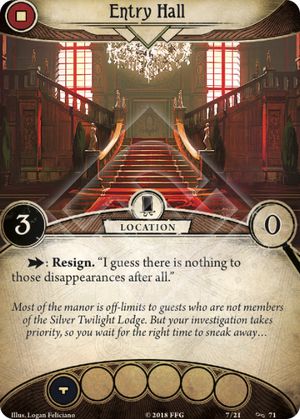 Entry Hall
3
LOCATION
0
: Resign. “I guess there is nothing to
those disappearances after all.”
Most of the manor is off-limits to guests who are not members
of the Silver Twilight Lodge. But your investigation takes
priority, so you wait for the right time to sneak away…
Illus. Logan Feliciano
© 2018 FFG
7/21
71